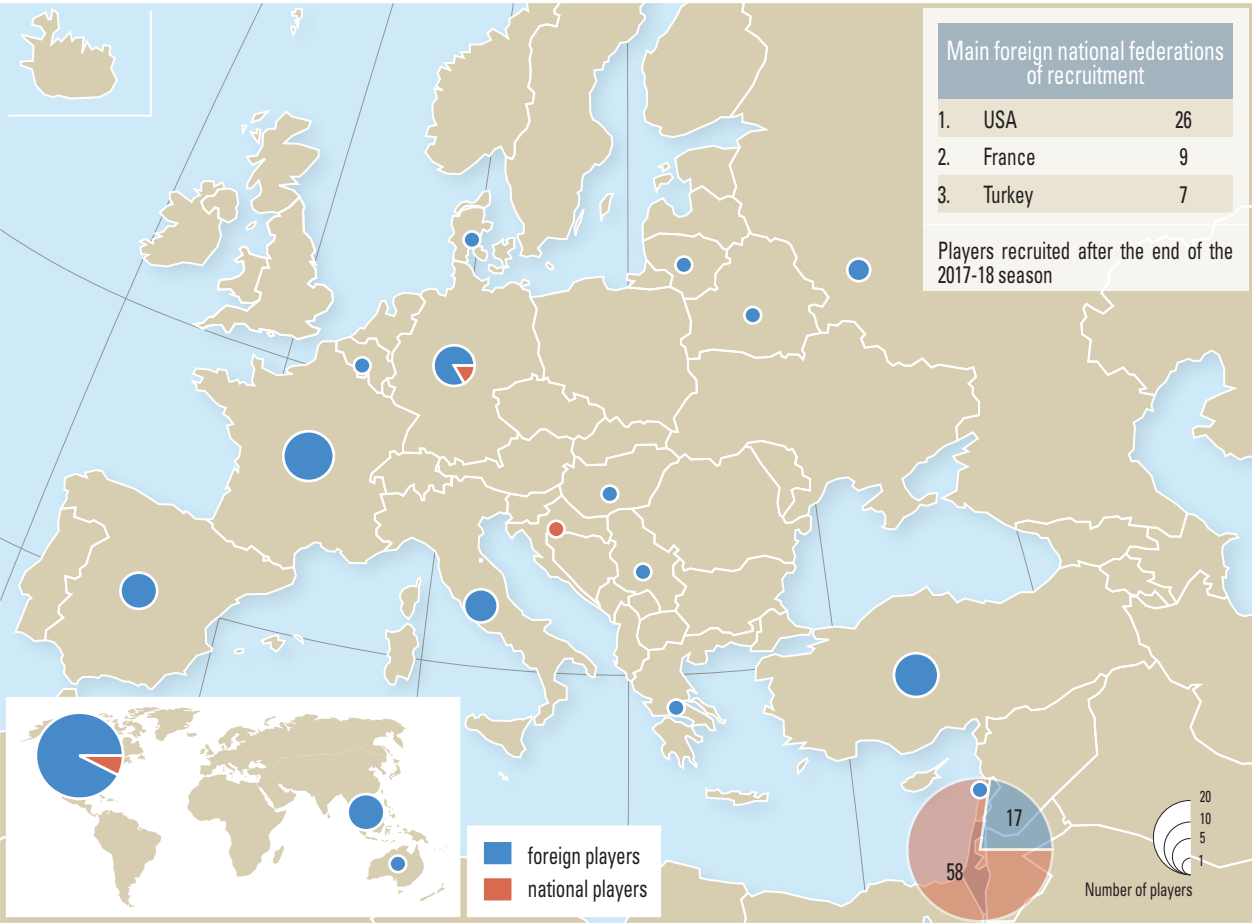 Main foreign national federations
of recruitment
1. USA 26
2. France 9
3. Turkey 7
Players recruited after the end of the
2017-18 season
foreign players
national players
17
58
20
10
5
1
Number of players